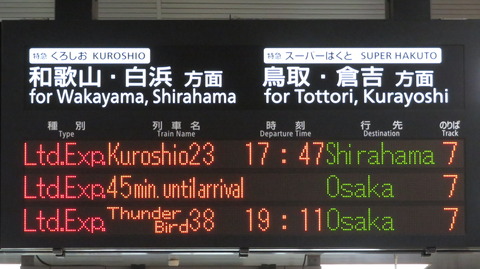 特急 くろしお KUROSHIO
和歌山・白浜 方面
for Wakayama, Shirahama
特急 スーパーはくと SUPER HAKUTO
鳥取・倉吉 方面
for Tottori, Kurayoshi
種別 列車名 時刻 行先 のりば
Type Train Name Departure Time Destination Track
Ltd.Exp. Kuroshio23 17:47 Shirahama 7
Ltd.Exp. 45min. until arrival Osaka 7
Ltd.Exp. Thunder Bird 38 19:11 Osaka 7